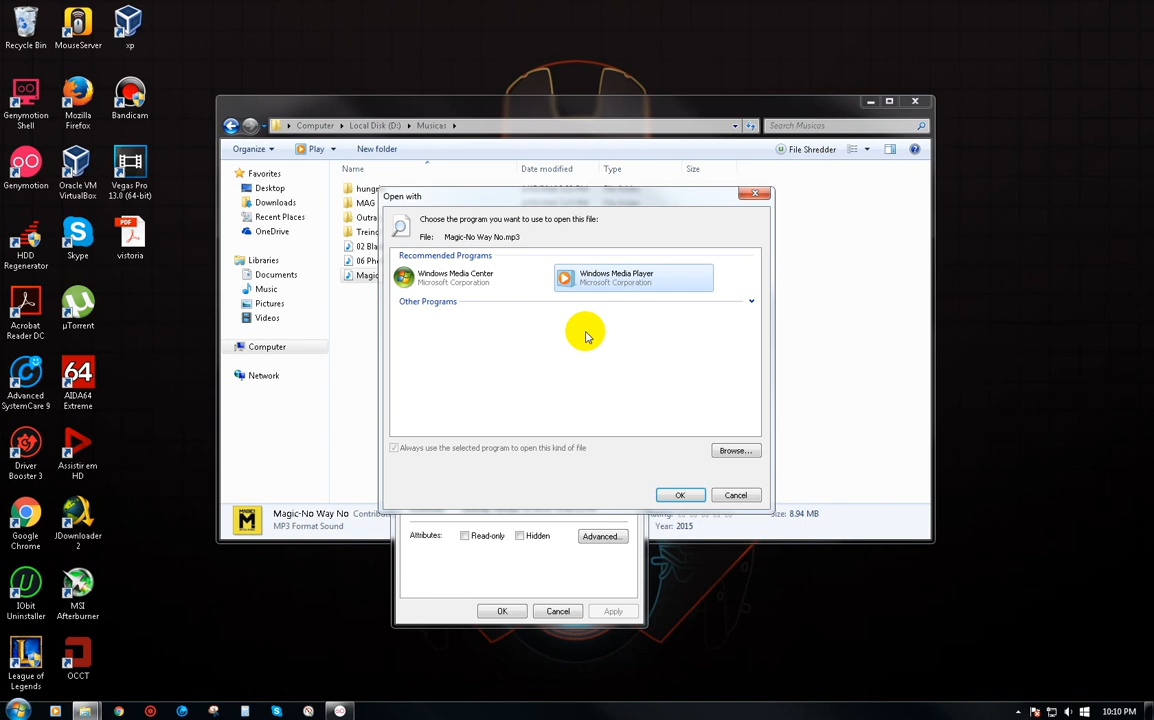 Recycle Bin
MouseServer
xp
Genymotion
Shell
Mozilla
Firefox
Bandicam
Genymotion
Oracle VM
VirtualBox
Vegas Pro
13.0 (64-bit)
HDD
Regenerator
Skype
vistoria
Acrobat
Reader DC
µTorrent
Advanced
SystemCare 9
AIDA64
Extreme
Driver
Booster 3
Assistir em
HD
Google
Chrome
JDownloader
2
IObit
Uninstaller
MSI
Afterburner
League of
Legends
OCCT
Computer
Local Disk (D:)
Musicas
Search Musicas
Organize
Play
New folder
File Shredder
Name
Date modified
Type
Size
Favorites
Desktop
Downloads
Recent Places
OneDrive
Libraries
Documents
Music
Pictures
Videos
Computer
Network
MAG
Outra
02 Bla
Magic
Open with
Choose the program you want to use to open this file:
File: Magic-No Way No.mp3
Recommended Programs
Windows Media Center
Microsoft Corporation
Windows Media Player
Microsoft Corporation
Other Programs
Always use the selected program to open this kind of file
Browse...
OK
Cancel
Magic-No Way No
MP3 Format Sound
Size: 8.94 MB
Year: 2015
Attributes:
Read-only
Hidden
Advanced...
OK
Cancel
Apply
10:10 PM